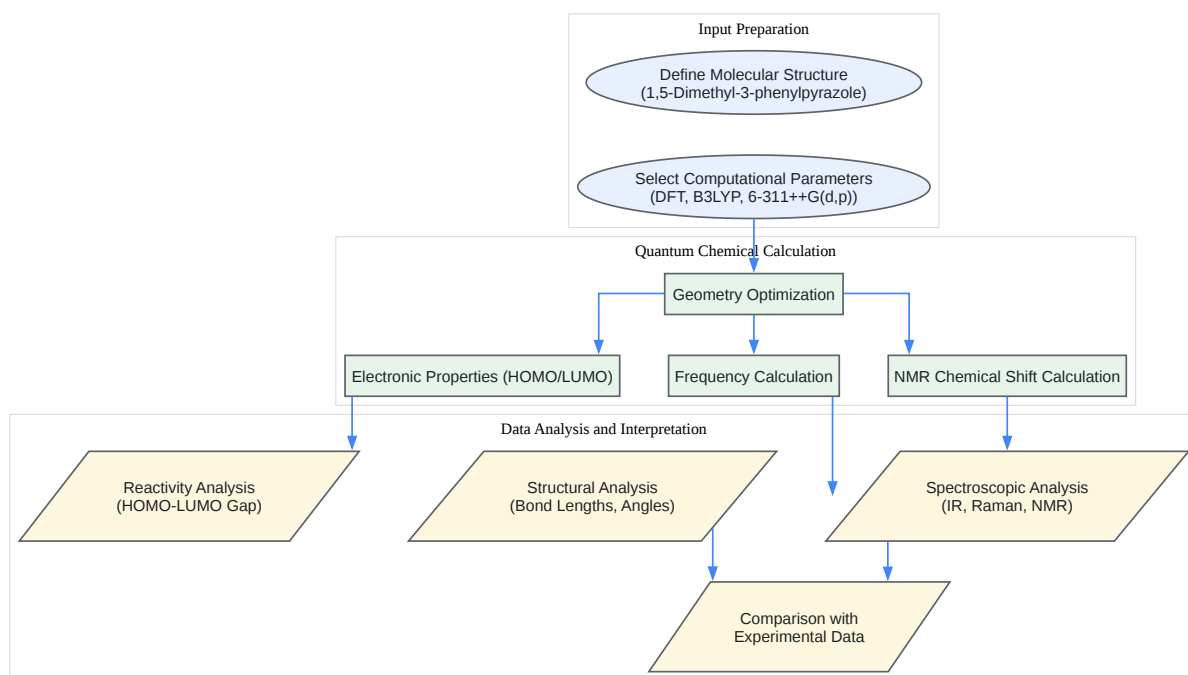 Input Preparation
Define Molecular Structure
(1,5-Dimethyl-3-phenylpyrazole)
Select Computational Parameters
(DFT, B3LYP, 6-311++G(d,p))
Quantum Chemical Calculation
Geometry Optimization
Electronic Properties (HOMO/LUMO)
Frequency Calculation
NMR Chemical Shift Calculation
Data Analysis and Interpretation
Reactivity Analysis
(HOMO-LUMO Gap)
Structural Analysis
(Bond Lengths, Angles)
Spectroscopic Analysis
(IR, Raman, NMR)
Comparison with
Experimental Data